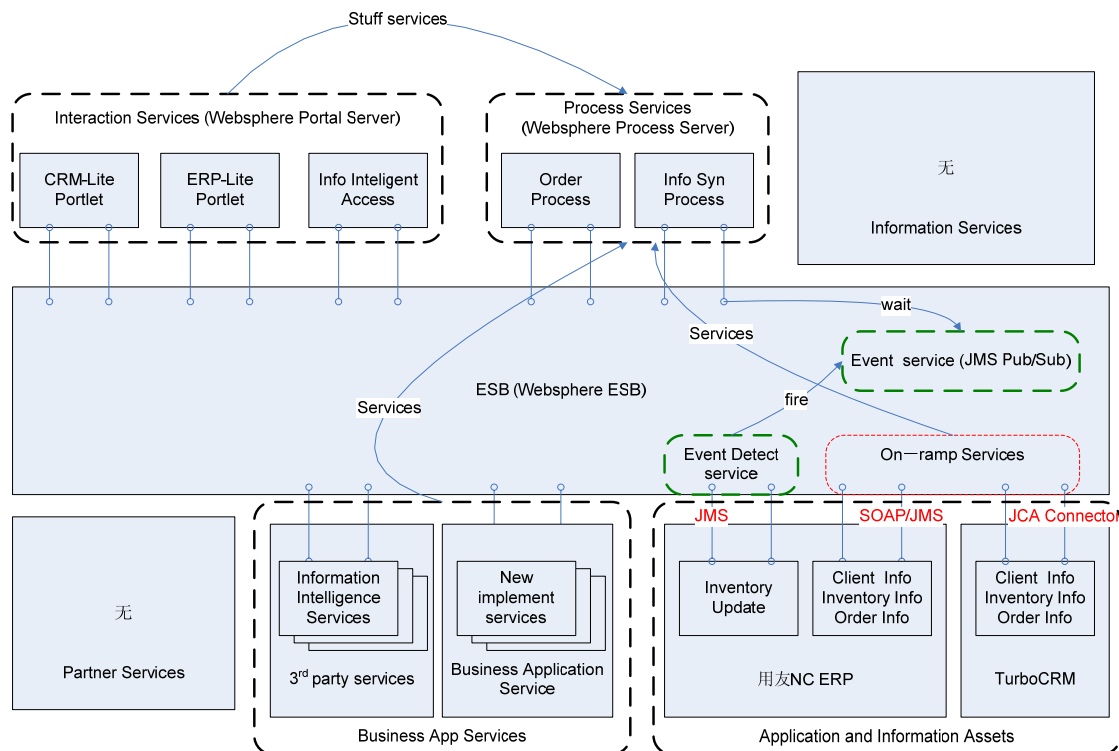 Stuff services
Interaction Services (Websphere Portal Server)
CRM-Lite
Portlet
ERP-Lite
Portlet
Info Inteligent
Access
Process Services
(Websphere Process Server)
Order
Process
Info Syn
Process
无
Information Services
wait
Services
Event service (JMS Pub/Sub)
ESB (Websphere ESB)
Services
fire
Event Detect
service
On一ramp Services
JMS
SOAP/JMS
JCA Connector
无
Partner Services
Information
Intelligence
Services
3rd party services
New
implement
services
Business Application
Service
Business App Services
Inventory
Update
Client Info
Inventory Info
Order Info
用友NC ERP
Client Info
Inventory Info
Order Info
TurboCRM
Application and Information Assets